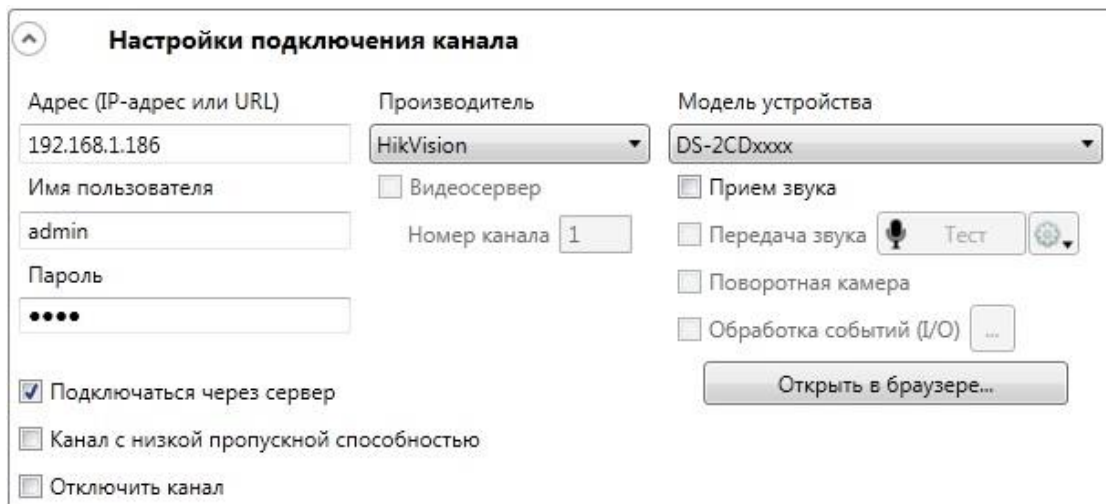 Настройки подключения канала
Адрес (IP-адрес или URL)
Производитель
Модель устройства
192.168.1.186
HikVision
DS-2CDxxxx
Имя пользователя
Видеосервер
Прием звука
admin
Номер канала 1
Передача звука Тест
Пароль
Поворотная камера
••••
Обработка событий (I/O) ...
Открыть в браузере...
Подключаться через сервер
Канал с низкой пропускной способностью
Отключить канал